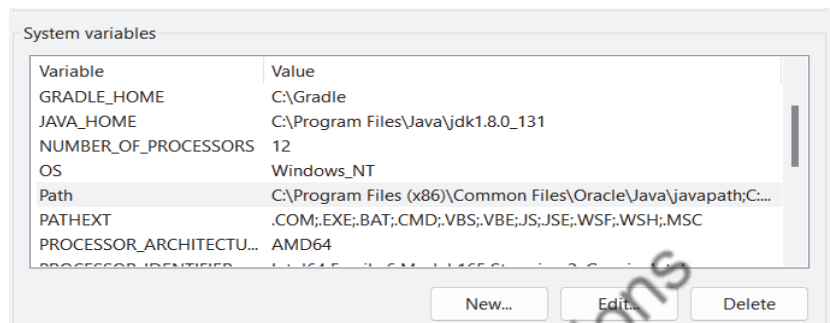 System variables
Variable Value
GRADLE_HOME C:\Gradle
JAVA_HOME C:\Program Files\Java\jdk1.8.0_131
NUMBER_OF_PROCESSORS 12
OS Windows_NT
Path C:\Program Files (x86)\Common Files\Oracle\Java\javapath;C:...
PATHEXT .COM;.EXE;.BAT;.CMD;.VBS;.VBE;.JS;.JSE;.WSF;.WSH;.MSC
PROCESSOR_ARCHITECTU... AMD64
New... Edit... Delete